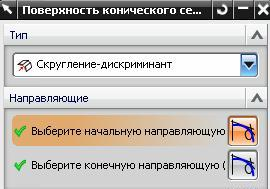 Поверхность конического се...
Тип
Скругление-дискриминант
Направляющие
Выберите начальную направляющую
Выберите конечную направляющую (